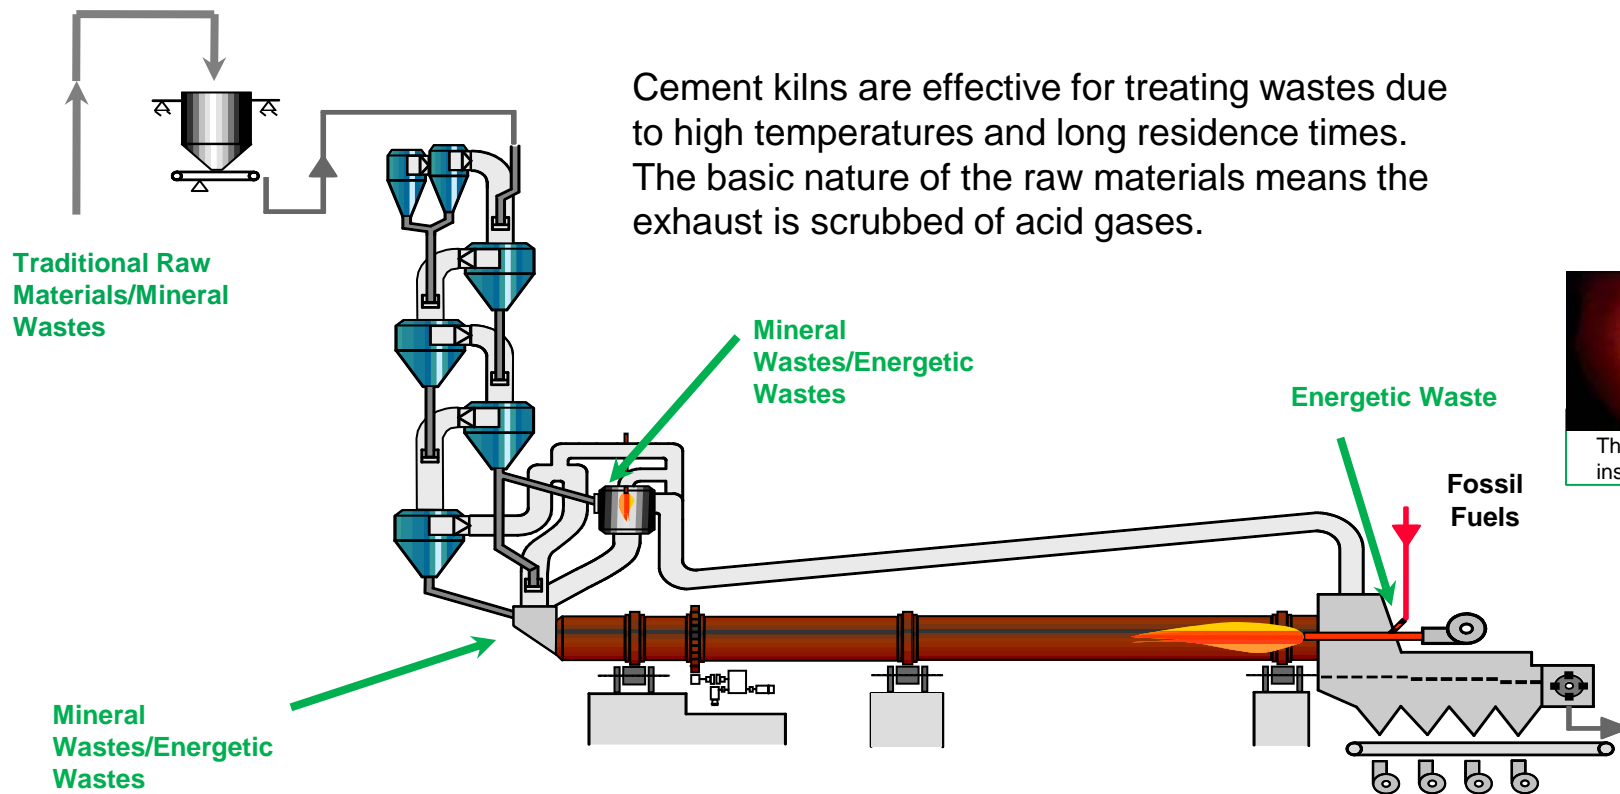 Cement kilns are effective for treating wastes due
to high temperatures and long residence times.
The basic nature of the raw materials means the
exhaust is scrubbed of acid gases.
Traditional Raw
Materials/Mineral
Wastes
Mineral
Wastes/Energetic
Wastes
Energetic Waste
Fossil
Fuels
Mineral
Wastes/Energetic
Wastes